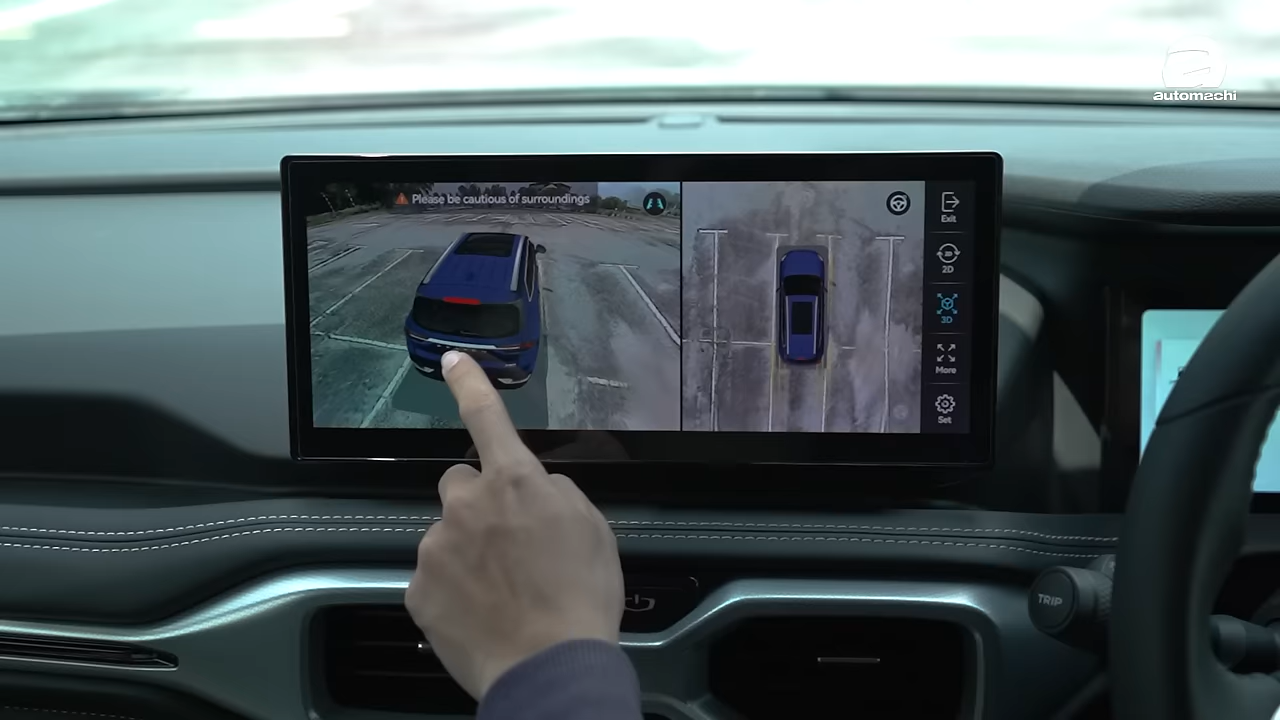 automachi
Please be cautious of surroundings
Exit
2D
3D
More
Set
TRIP